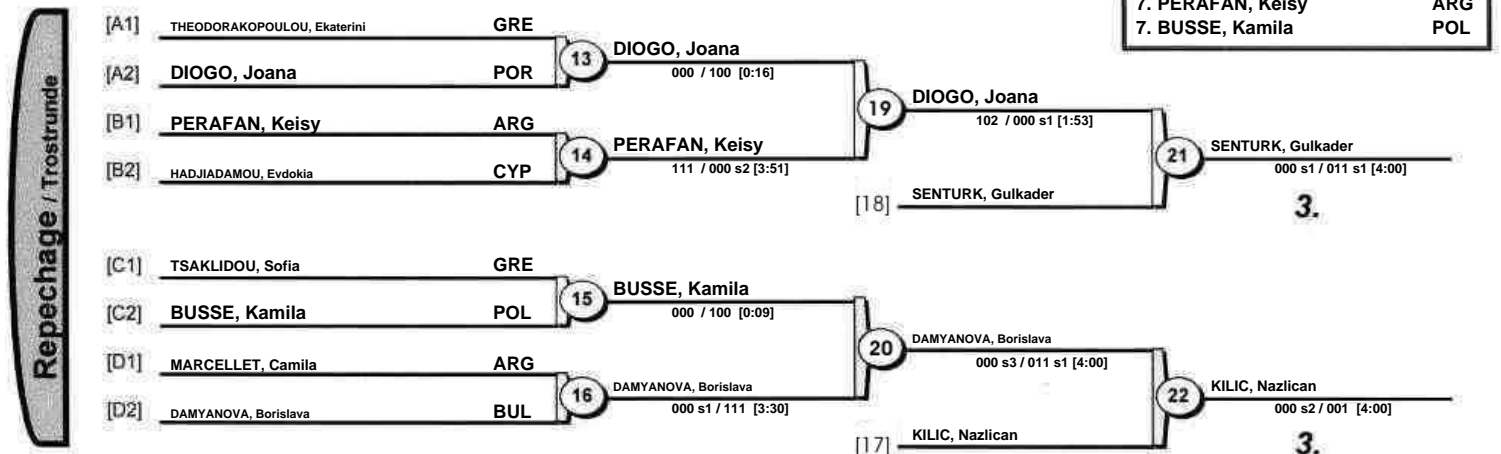 7. PERAFAN, Keisy ARG
7. BUSSE, Kamila POL
Repechage / Trostrunde
[A1] THEODORAKOPOULOU, Ekaterini GRE
[A2] DIOGO, Joana POR
13
DIOGO, Joana
000 / 100 [0:16]
[B1] PERAFAN, Keisy ARG
[B2] HADJIADAMOU, Evdokia CYP
14
PERAFAN, Keisy
111 / 000 s2 [3:51]
19
DIOGO, Joana
102 / 000 s1 [1:53]
[18] SENTURK, Gulkader
21
SENTURK, Gulkader
000 s1 / 011 s1 [4:00]
3.
[C1] TSAKLIDOU, Sofia GRE
[C2] BUSSE, Kamila POL
15
BUSSE, Kamila
000 / 100 [0:09]
[D1] MARCELLET, Camila ARG
[D2] DAMYANOVA, Borislava BUL
16
DAMYANOVA, Borislava
000 s1 / 111 [3:30]
20
DAMYANOVA, Borislava
000 s3 / 011 s1 [4:00]
[17] KILIC, Nazlican
22
KILIC, Nazlican
000 s2 / 001 [4:00]
3.